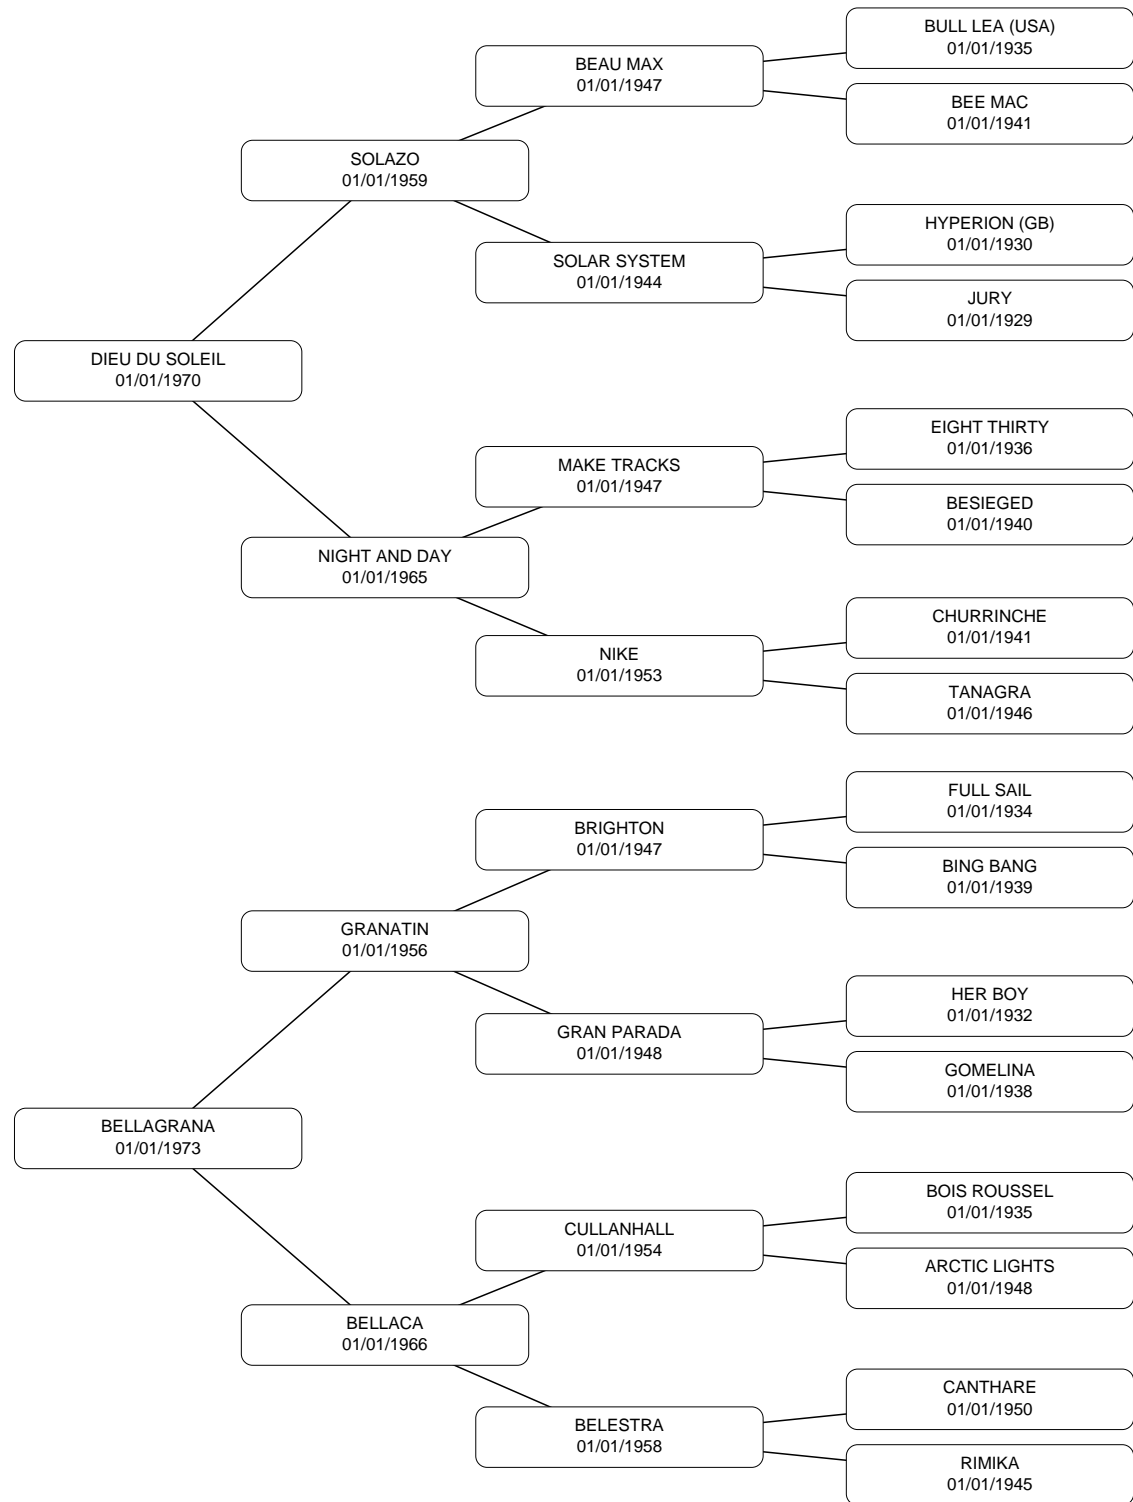 BULL LEA (USA)
01/01/1935
BEAU MAX
01/01/1947
BEE MAC
01/01/1941
SOLAZO
01/01/1959
HYPERION (GB)
01/01/1930
SOLAR SYSTEM
01/01/1944
JURY
01/01/1929
DIEU DU SOLEIL
01/01/1970
EIGHT THIRTY
01/01/1936
MAKE TRACKS
01/01/1947
BESIEGED
01/01/1940
NIGHT AND DAY
01/01/1965
CHURRINCHE
01/01/1941
NIKE
01/01/1953
TANAGRA
01/01/1946
FULL SAIL
01/01/1934
BRIGHTON
01/01/1947
BING BANG
01/01/1939
GRANATIN
01/01/1956
HER BOY
01/01/1932
GRAN PARADA
01/01/1948
GOMELINA
01/01/1938
BELLAGRANA
01/01/1973
BOIS ROUSSEL
01/01/1935
CULLANHALL
01/01/1954
ARCTIC LIGHTS
01/01/1948
BELLACA
01/01/1966
CANTHARE
01/01/1950
BELESTRA
01/01/1958
RIMIKA
01/01/1945